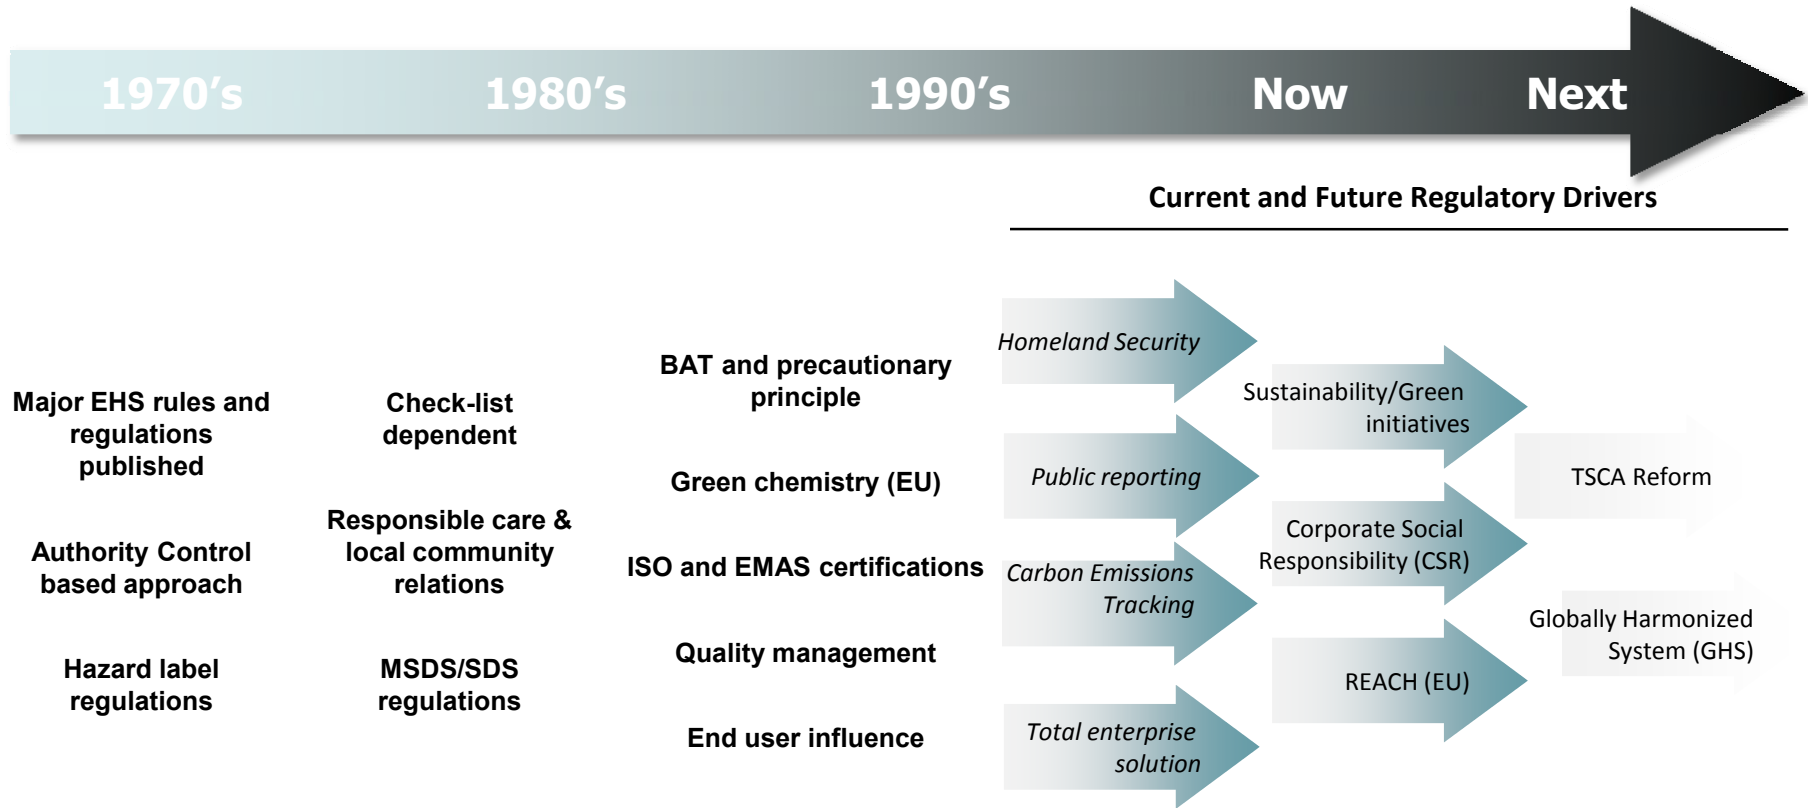 1970's
1980's
1990's
Now
Next
Current and Future Regulatory Drivers
Major EHS rules and
regulations
published
Authority Control
based approach
Hazard label
regulations
Check-list
dependent
Responsible care &
local community
relations
MSDS/SDS
regulations
BAT and precautionary
principle
Green chemistry (EU)
ISO and EMAS certifications
Quality management
End user influence
Homeland Security
Public reporting
Carbon Emissions
Tracking
Total enterprise
solution
Sustainability/Green
initiatives
Corporate Social
Responsibility (CSR)
REACH (EU)
TSCA Reform
Globally Harmonized
System (GHS)